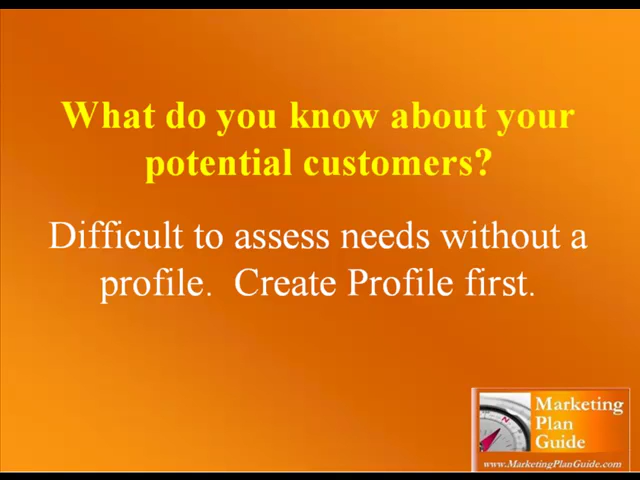 What do you know about your
potential customers?
Difficult to assess needs without a
profile.  Create Profile first.
N
Marketing
Plan
Guide
www.MarketingPlanGuide.com